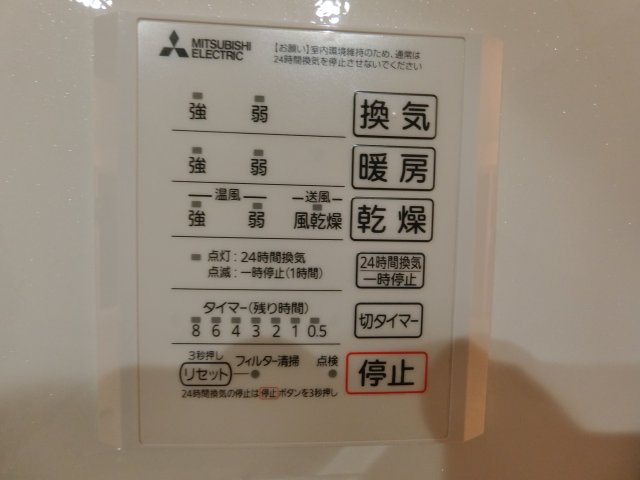 MITSUBISHI
ELECTRIC
【お願い】室内環境維持のため、通常は
24時間換気を停止させないでください
強 弱 換気
強 弱 暖房
温風 送風
強 弱 風乾燥 乾燥
点灯：24時間換気
点滅：一時停止(1時間)
24時間換気
一時停止
タイマー(残り時間)
8 6 4 3 2 1 0.5
切タイマー
3秒押し
リセット フィルター清掃 点検
停止
24時間換気の停止は停止ボタンを3秒押し